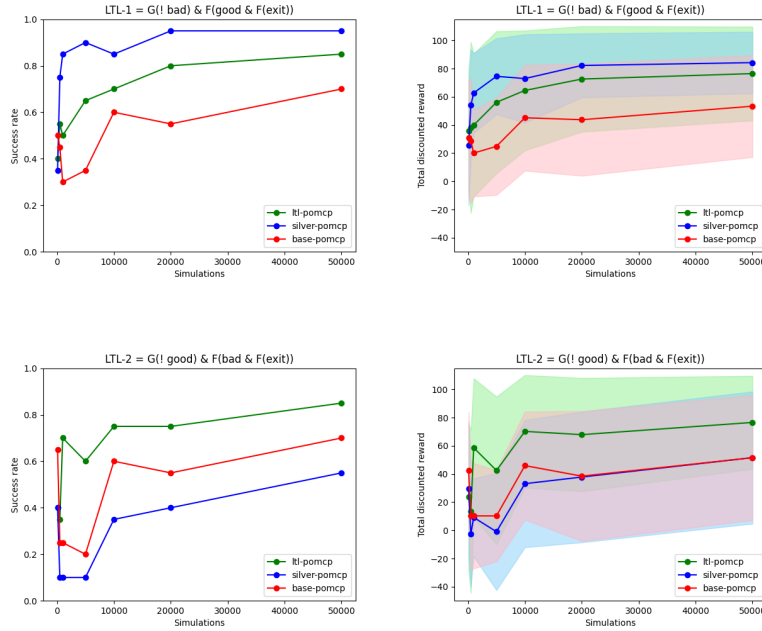 LTL-1 = G(! bad) & F(good & F(exit))
Success rate
1.0
0.8
0.6
0.4
0.2
0.0
0
10000
20000
30000
40000
50000
Simulations
ltl-pomcp
silver-pomcp
base-pomcp
LTL-1 = G(! bad) & F(good & F(exit))
Total discounted reward
100
80
60
40
20
0
−20
−40
0
10000
20000
30000
40000
50000
Simulations
ltl-pomcp
silver-pomcp
base-pomcp
LTL-2 = G(! good) & F(bad & F(exit))
Success rate
1.0
0.8
0.6
0.4
0.2
0.0
0
10000
20000
30000
40000
50000
Simulations
ltl-pomcp
silver-pomcp
base-pomcp
LTL-2 = G(! good) & F(bad & F(exit))
Total discounted reward
100
80
60
40
20
0
−20
−40
0
10000
20000
30000
40000
50000
Simulations
ltl-pomcp
silver-pomcp
base-pomcp